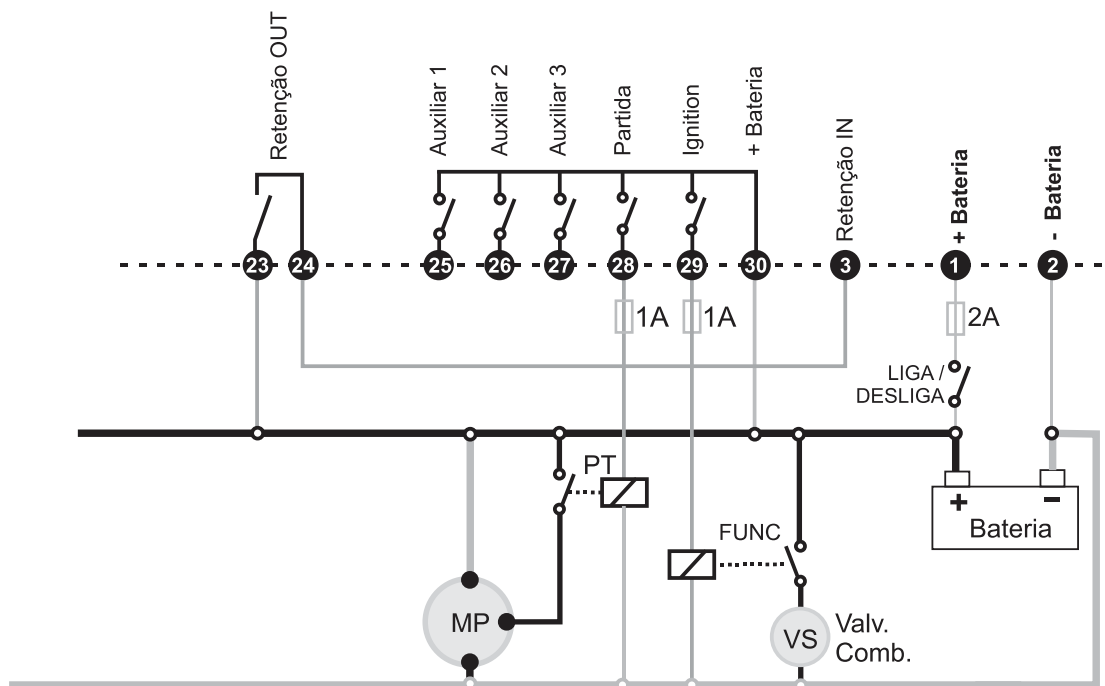 Retenção OUT
Auxiliar 1
Auxiliar 2
Auxiliar 3
Partida
Ignition
+ Bateria
Retenção IN
+ Bateria
- Bateria
23
24
25
26
27
28
29
30
3
1
2
1A
1A
2A
LIGA /
DESLIGA
PT
FUNC
+
-
Bateria
MP
VS
Valv.
Comb.